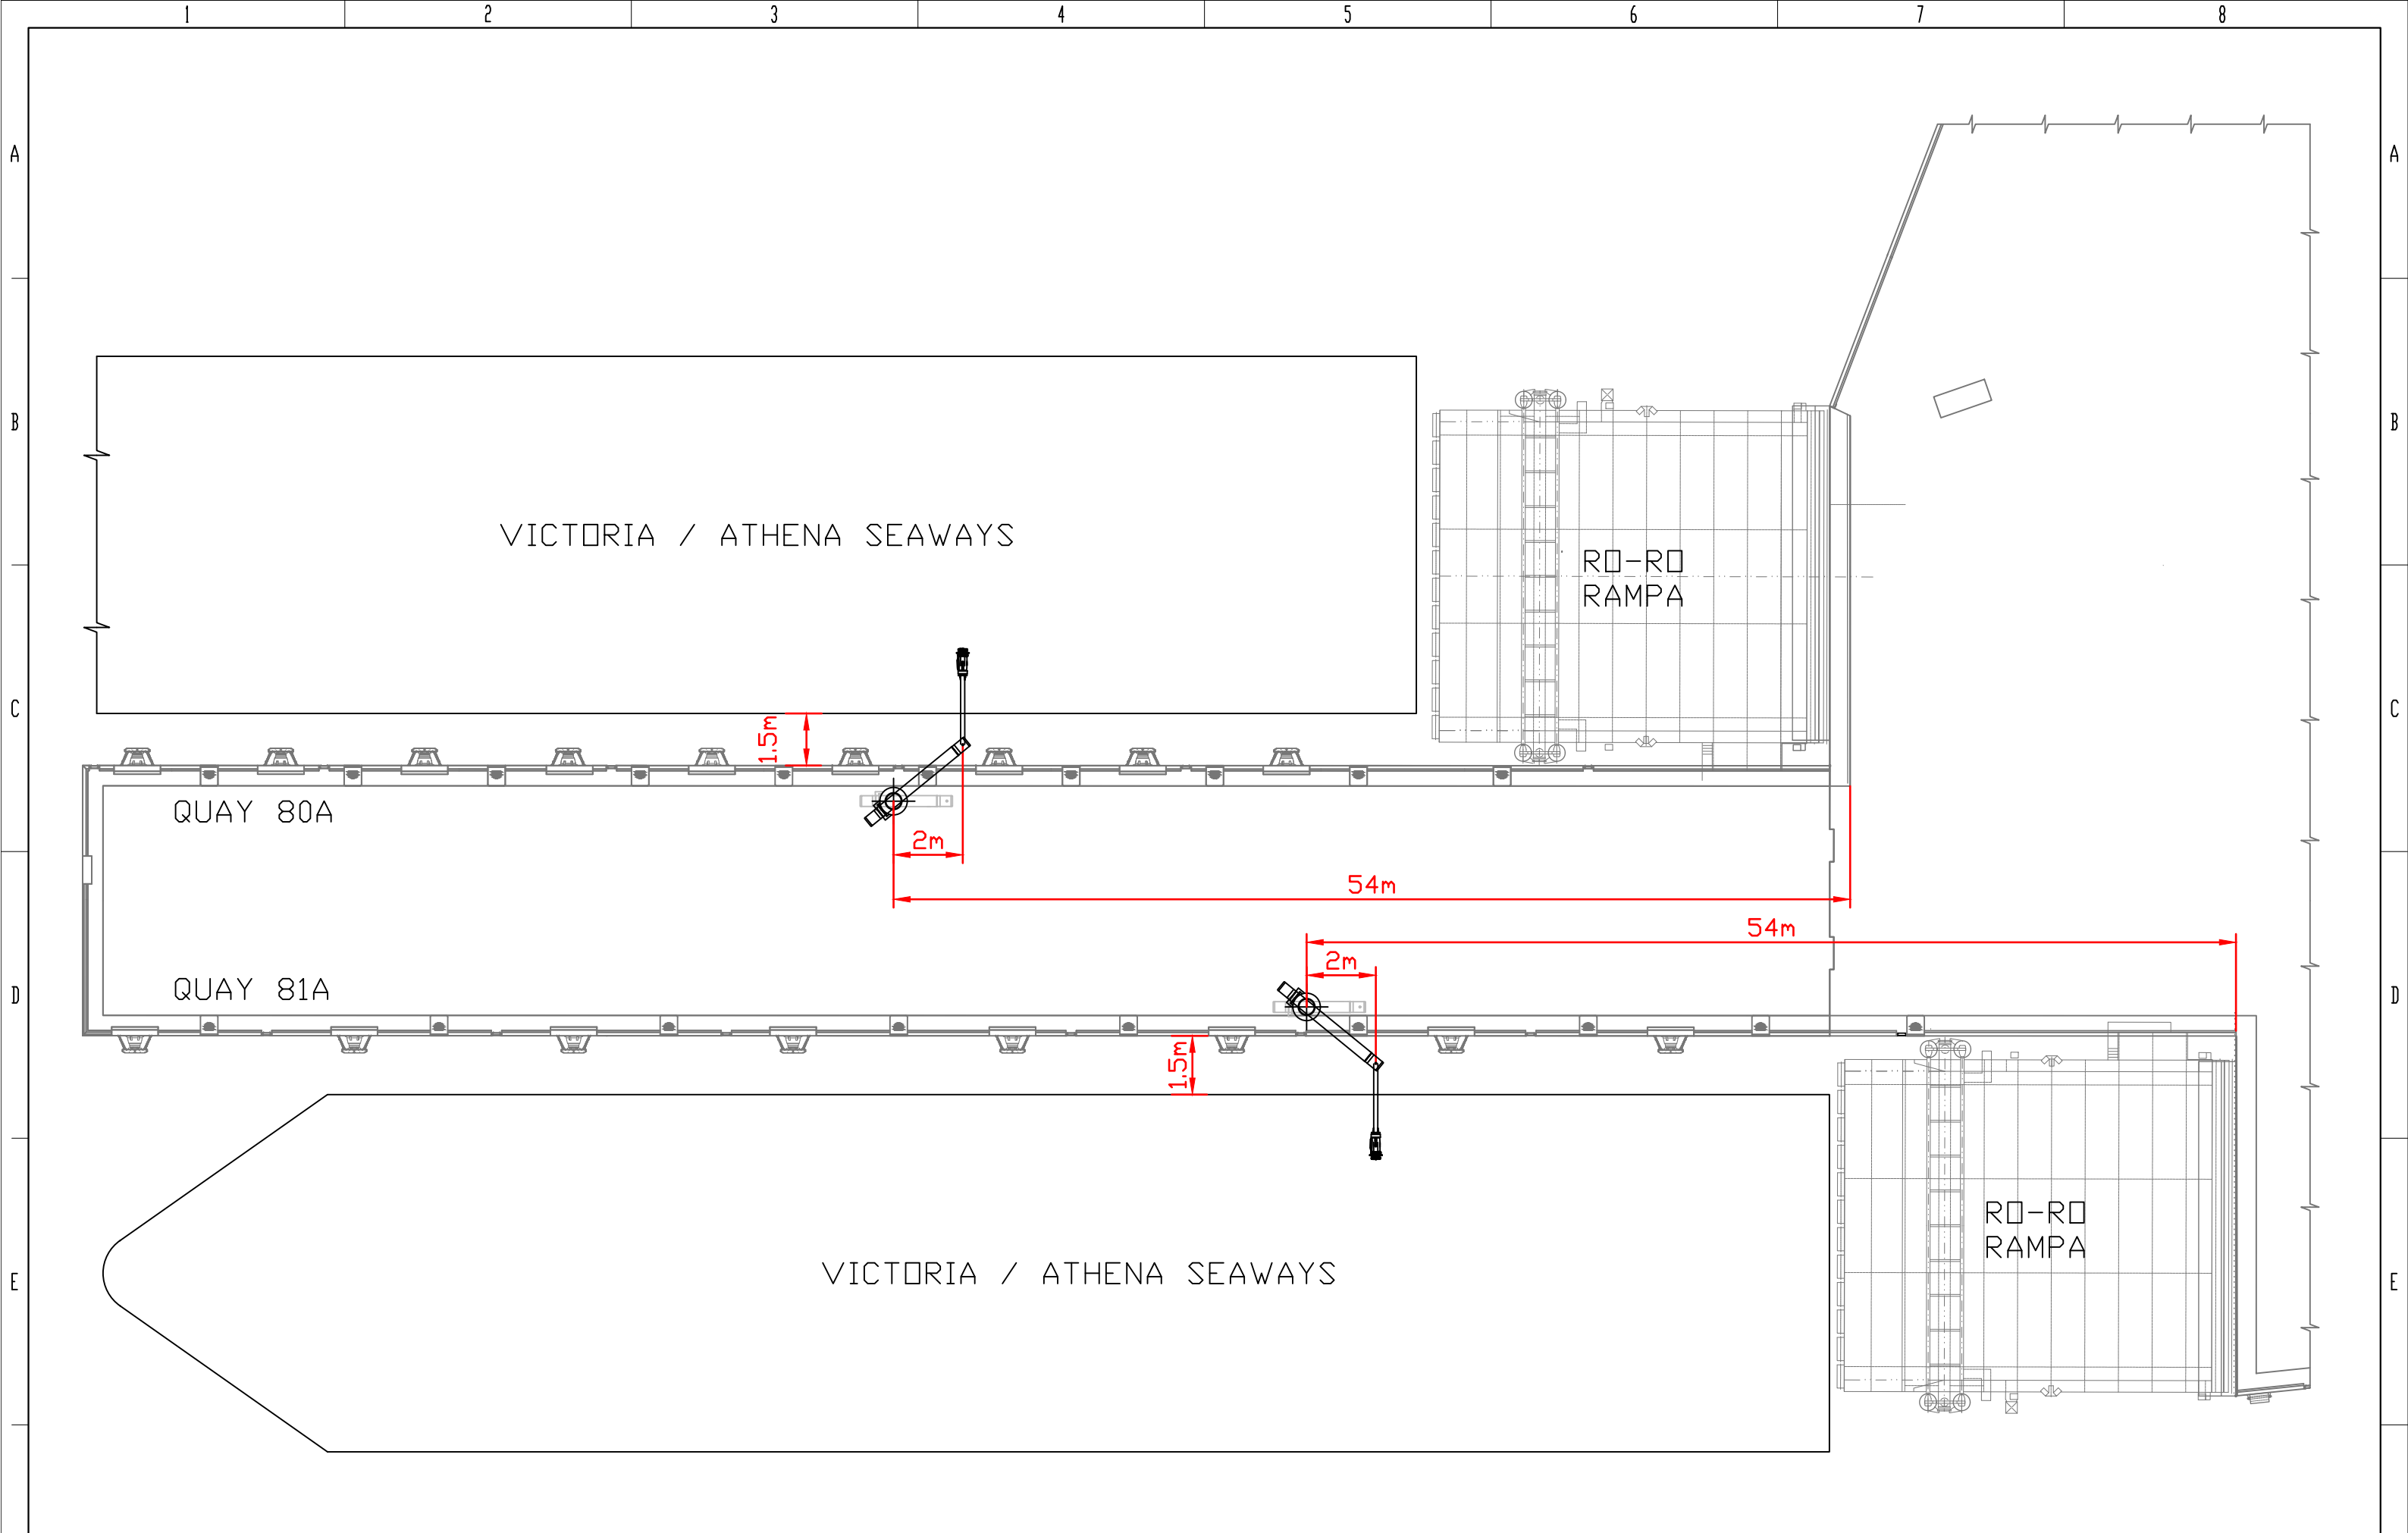 1 2 3 4 5 6 7 8
A A
B B
VICTORIA / ATHENA SEAWAYS
RO-RO
RAMPA
C C
1.5m
QUAY 80A
2m
54m
54m
2m
QUAY 81A
D D
1.5m
RO-RO
RAMPA
VICTORIA / ATHENA SEAWAYS
E E